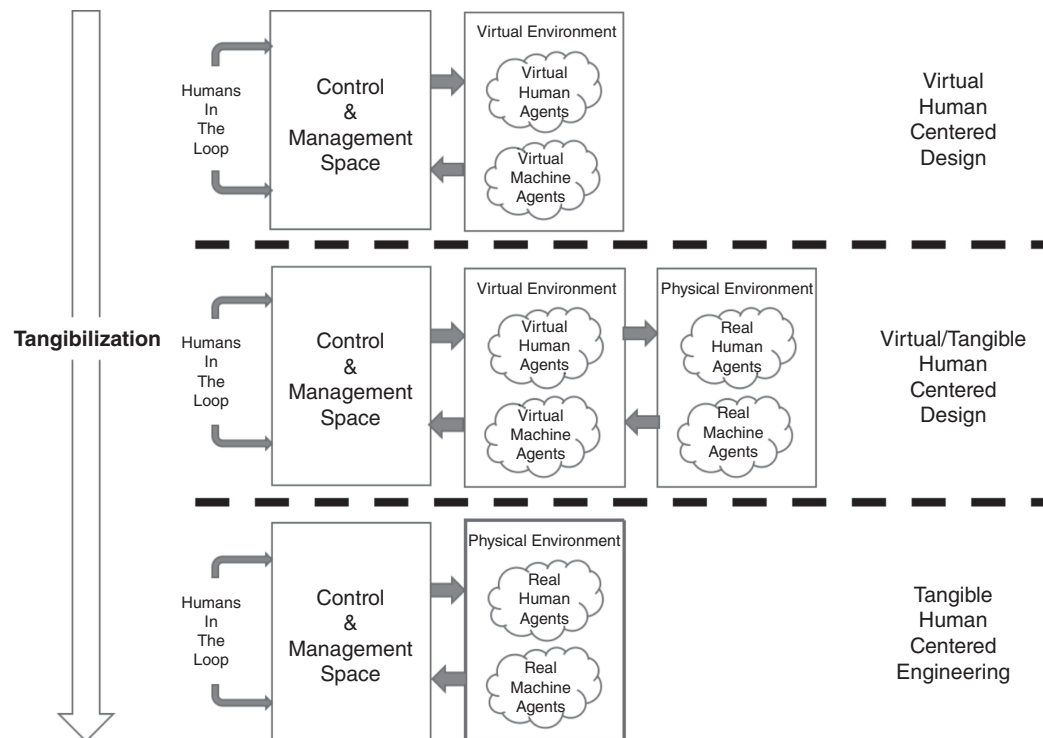 Humans
In
The
Loop
Control
&
Management
Space
Virtual Environment
Virtual
Human
Agents
Virtual
Machine
Agents
Virtual
Human
Centered
Design
Tangibilization
Humans
In
The
Loop
Control
&
Management
Space
Virtual Environment
Virtual
Human
Agents
Virtual
Machine
Agents
Physical Environment
Real
Human
Agents
Real
Machine
Agents
Virtual/Tangible
Human
Centered
Design
Humans
In
The
Loop
Control
&
Management
Space
Physical Environment
Real
Human
Agents
Real
Machine
Agents
Tangible
Human
Centered
Engineering